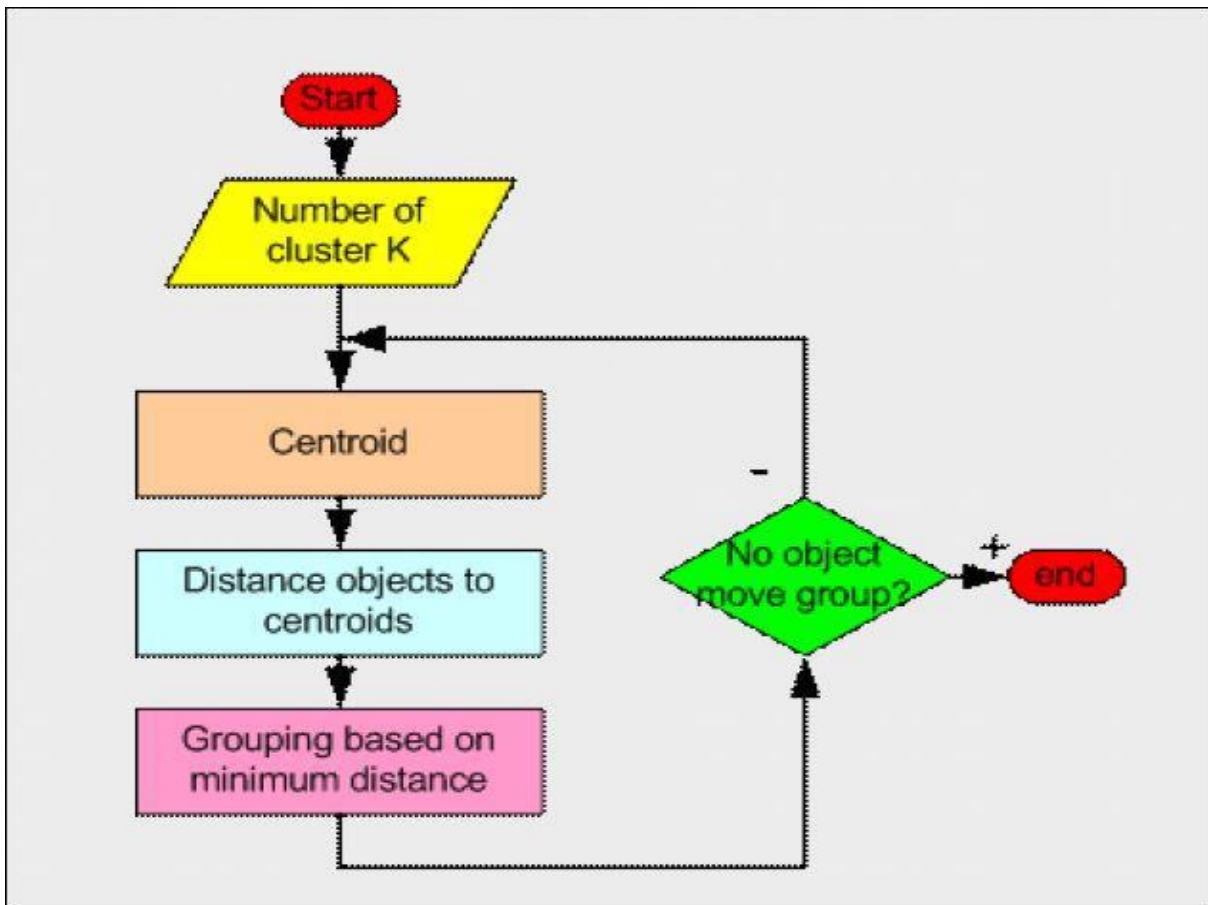 Start
Number of
cluster K
Centroid
Distance objects to
centroids
Grouping based on
minimum distance
-
No object
move group?
+
end